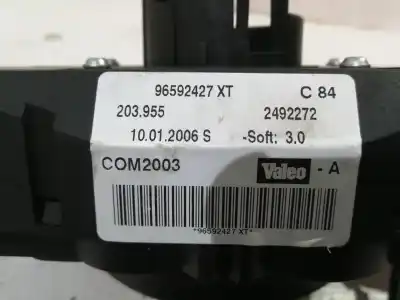 96592427 XT C 84
203.955 2492272
10.01.2006 S -Soft: 3.0
COM2003 Valeo - A
*96592427 XT*